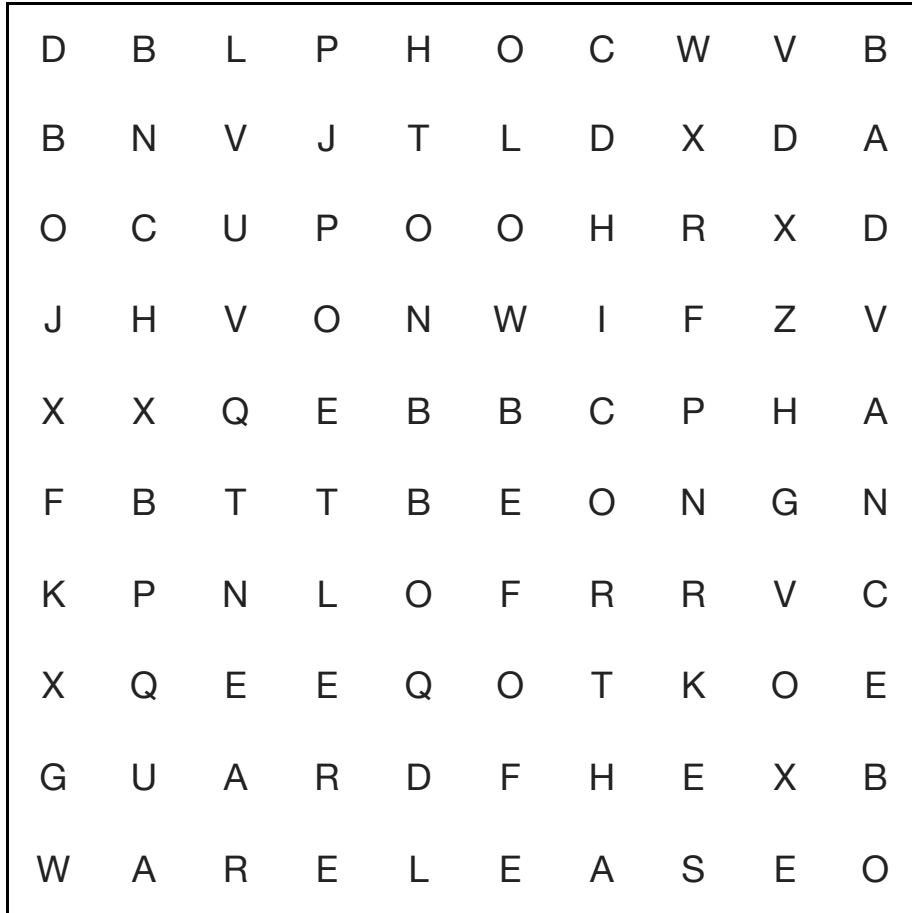 D B L P H O C W V B
B N V J T L D X D A
O C U P O O H R X D
J H V O N W I F Z V
X X Q E B B C P H A
F B T T B E O N G N
K P N L O F R R V C
X Q E E Q O T K O E
G U A R D F H E X B
W A R E L E A S E O